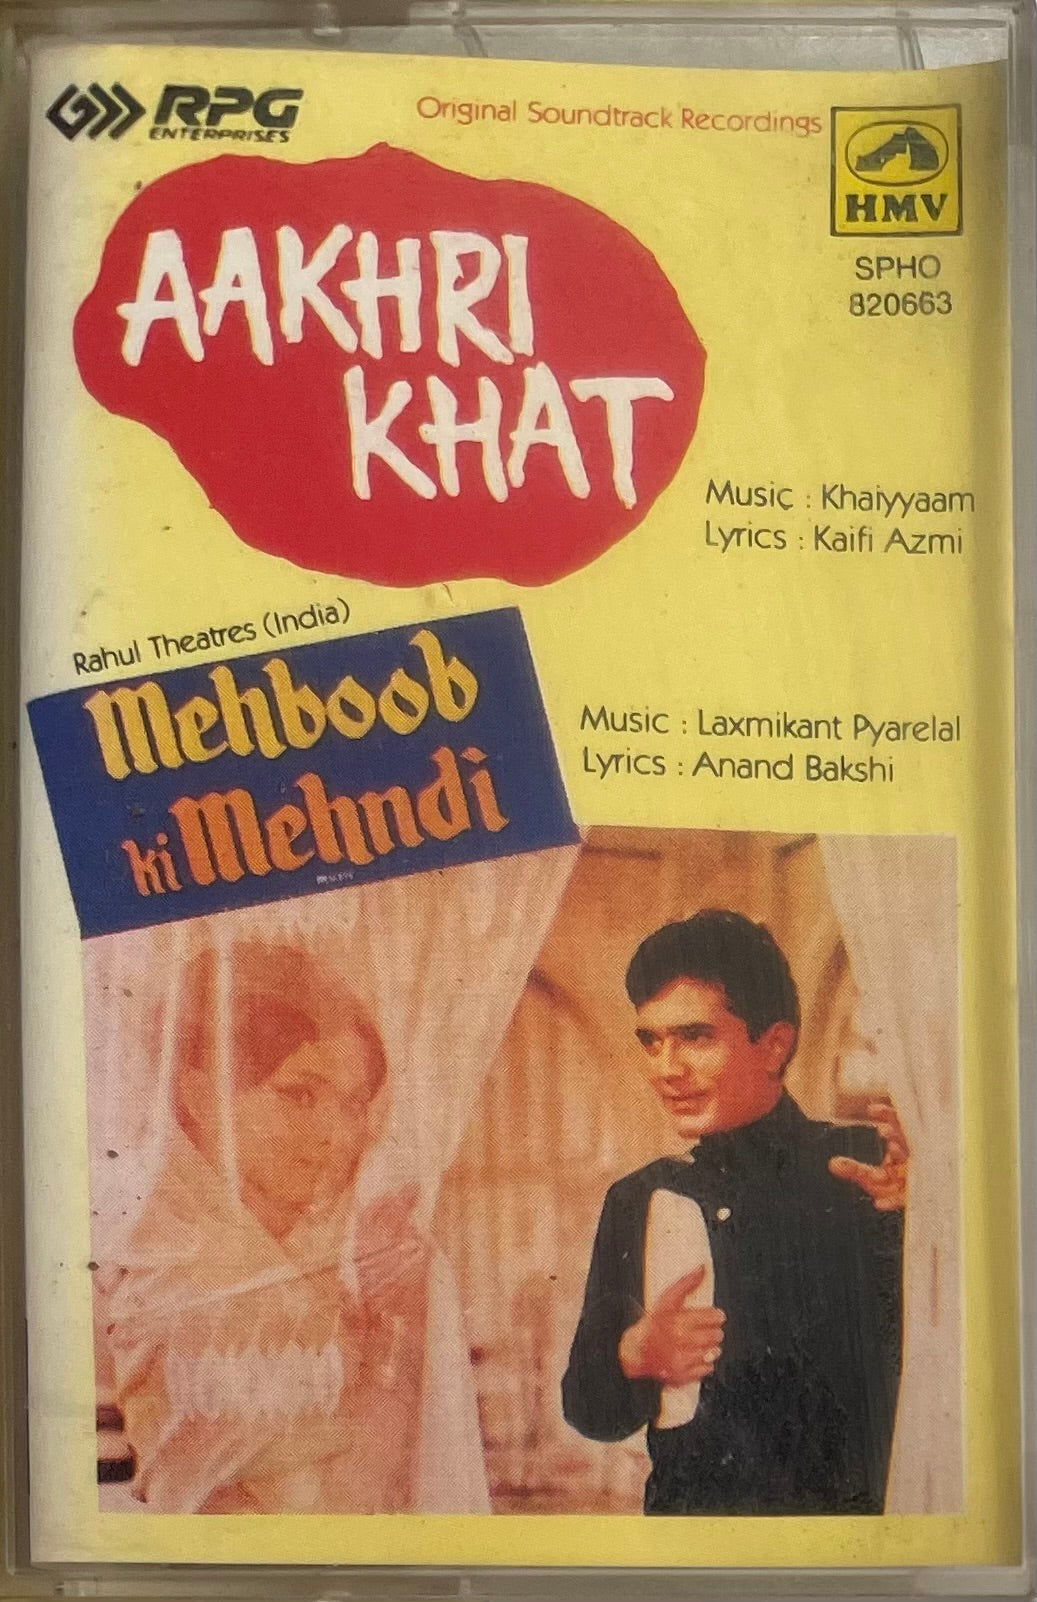 RPG
ENTERPRISES
Original Soundtrack Recordings
HMV
SPHO
820663
AAKHRI
KHAT
Music : Khaiyyaam
Lyrics : Kaifi Azmi
Rahul Theatres (India)
Mehboob
ki Mehndi
Music : Laxmikant Pyarelal
Lyrics : Anand Bakshi